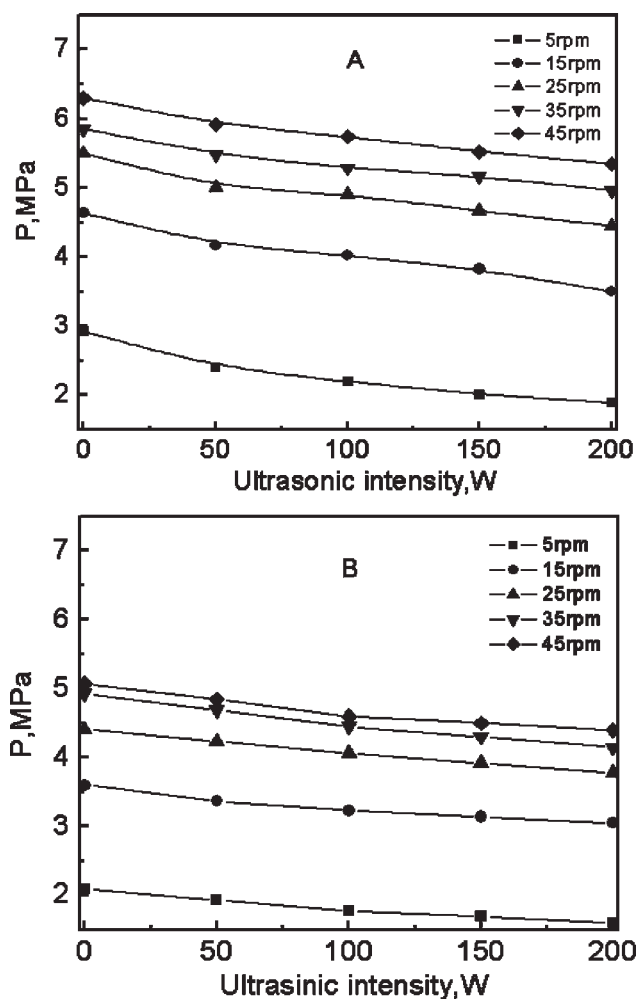 A
5rpm
15rpm
25rpm
35rpm
45rpm
7
6
5
4
3
2
P,MPa
0 50 100 150 200
Ultrasonic intensity,W
B
5rpm
15rpm
25rpm
35rpm
45rpm
7
6
5
4
3
2
P,MPa
0 50 100 150 200
Ultrasinic intensity,W